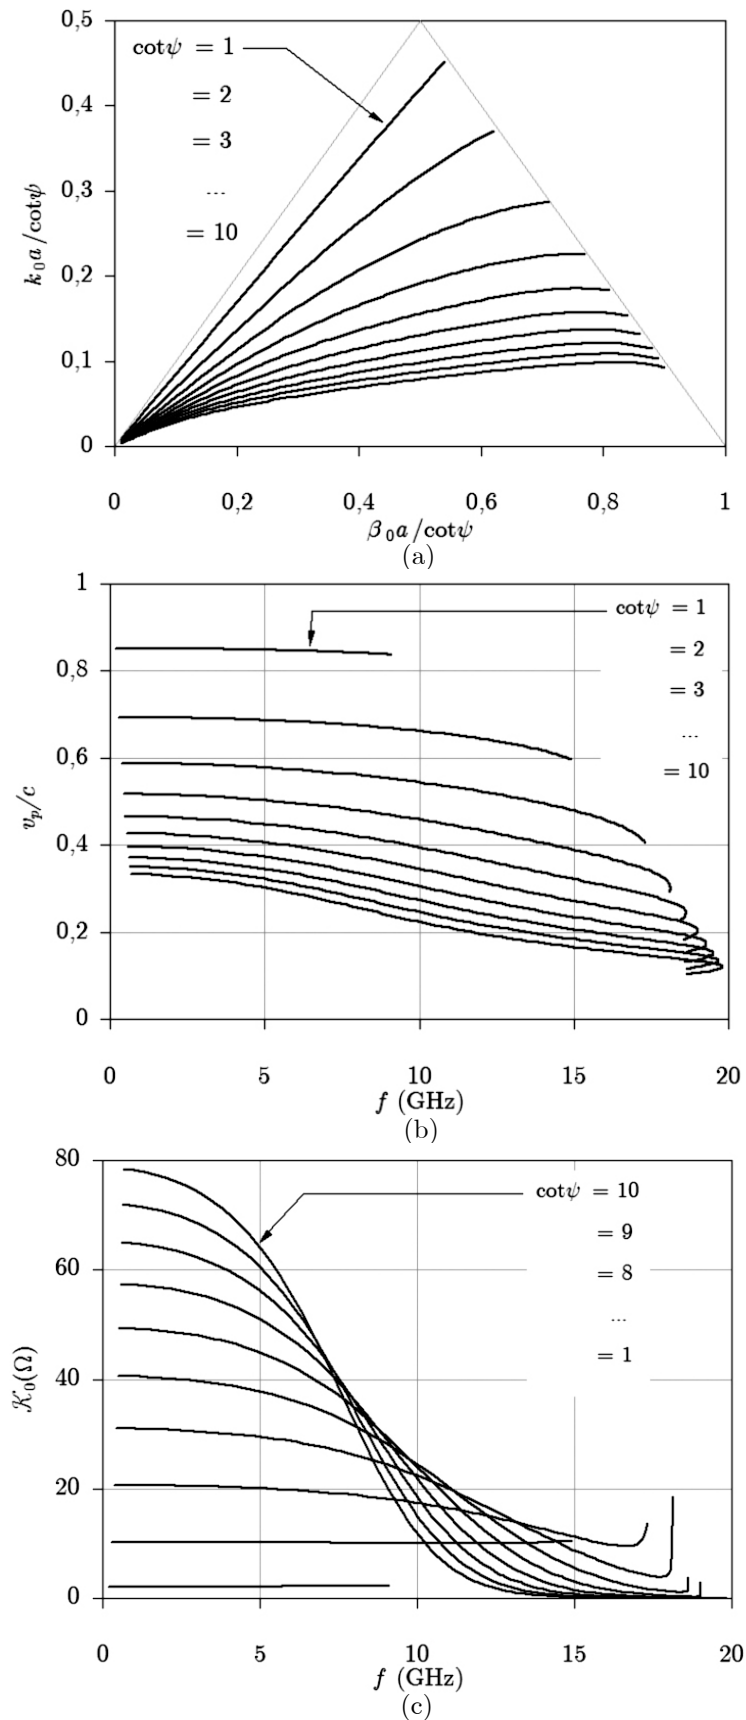 0,5
cotψ = 1
0,4
= 2
= 3
0,3
...
= 10
k₀a/cotψ
0,2
0,1
0
0 0,2 0,4 0,6 0,8 1
β₀a/cotψ
(a)
1
cotψ = 1
0,8
= 2
= 3
...
0,6
= 10
vₚ/c
0,4
0,2
0
0 5 10 15 20
f (GHz)
(b)
80
cotψ = 10
= 9
60
= 8
...
= 1
𝒦₀(Ω)
40
20
0
0 5 10 15 20
f (GHz)
(c)